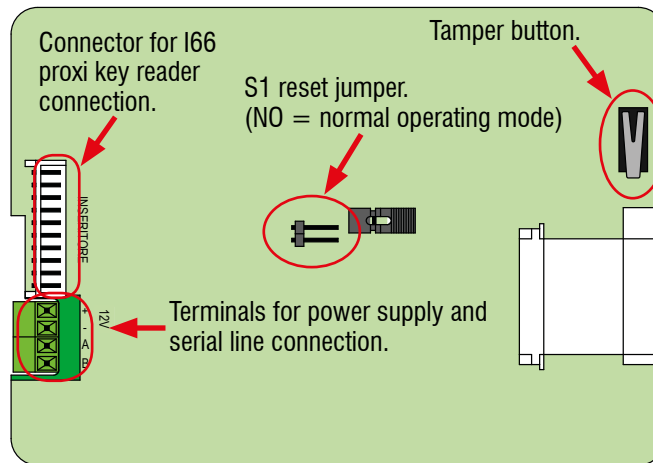 Connector for I66
proxi key reader
connection.
S1 reset jumper.
(NO = normal operating mode)
Tamper button.
INSERITORE
12V
+
-
A
B
Terminals for power supply and
serial line connection.